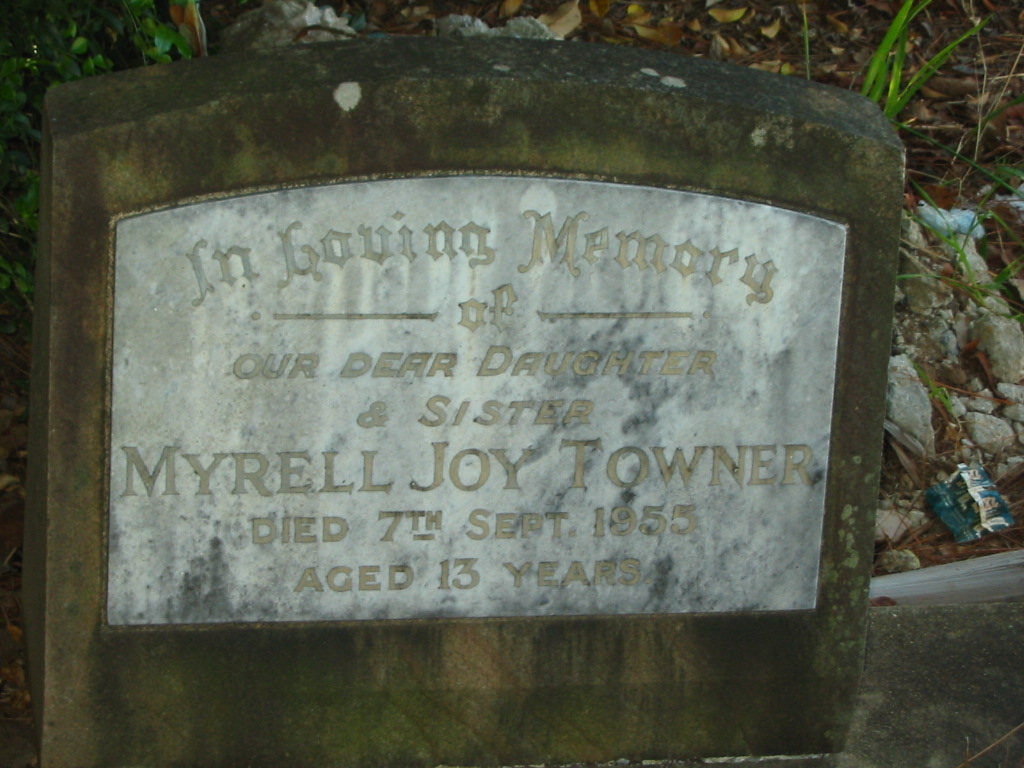 In Loving Memory
of
OUR DEAR DAUGHTER
& SISTER
MYRELL JOY TOWNER
DIED 7TH SEPT. 1955
AGED 13 YEARS